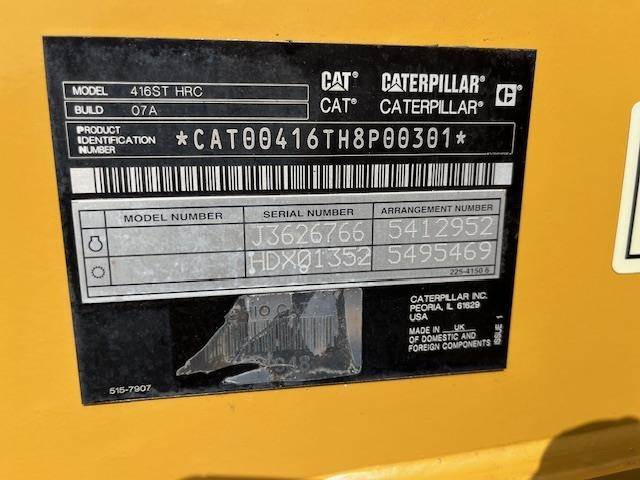 MODEL 416ST HRC
BUILD 07A
CAT® CATERPILLAR®
CAT® CATERPILLAR®
PRODUCT
IDENTIFICATION
NUMBER
*CAT00416TH8P00301*
MODEL NUMBER SERIAL NUMBER ARRANGEMENT NUMBER
J3626766 5412952
HDX01352 5495469
225-4150 6
CATERPILLAR INC.
PEORIA, IL 61629
USA
MADE IN UK
OF DOMESTIC AND
FOREIGN COMPONENTS
515-7907